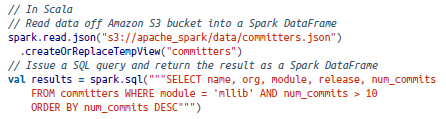 // In Scala
// Read data off Amazon S3 bucket into a Spark DataFrame
spark.read.json("s3://apache_spark/data/committers.json")
.createOrReplaceTempView("committers")
// Issue a SQL query and return the result as a Spark DataFrame
val results = spark.sql("""SELECT name, org, module, release, num_commits
FROM committers WHERE module = 'mllib' AND num_commits > 10
ORDER BY num_commits DESC""")